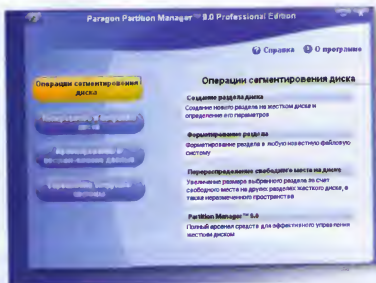 Paragon Partition Manager™ 8.0 Professional Edition
Справка О программе
Операции сегментирования
диска
Операции сегментирования диска
Создание раздела диска
Создание нового раздела на жестком диске и
определение его параметров
Форматирование раздела
Форматирование раздела в любую известную файловую
систему
Перераспределение свободного места на диске
Увеличение размера выбранного раздела за счет
свободного места на других разделах жесткого диска, а
также неразмеченного пространства
Partition Manager™ 8.0
Полный арсенал средств для эффективного управления
жестким диском